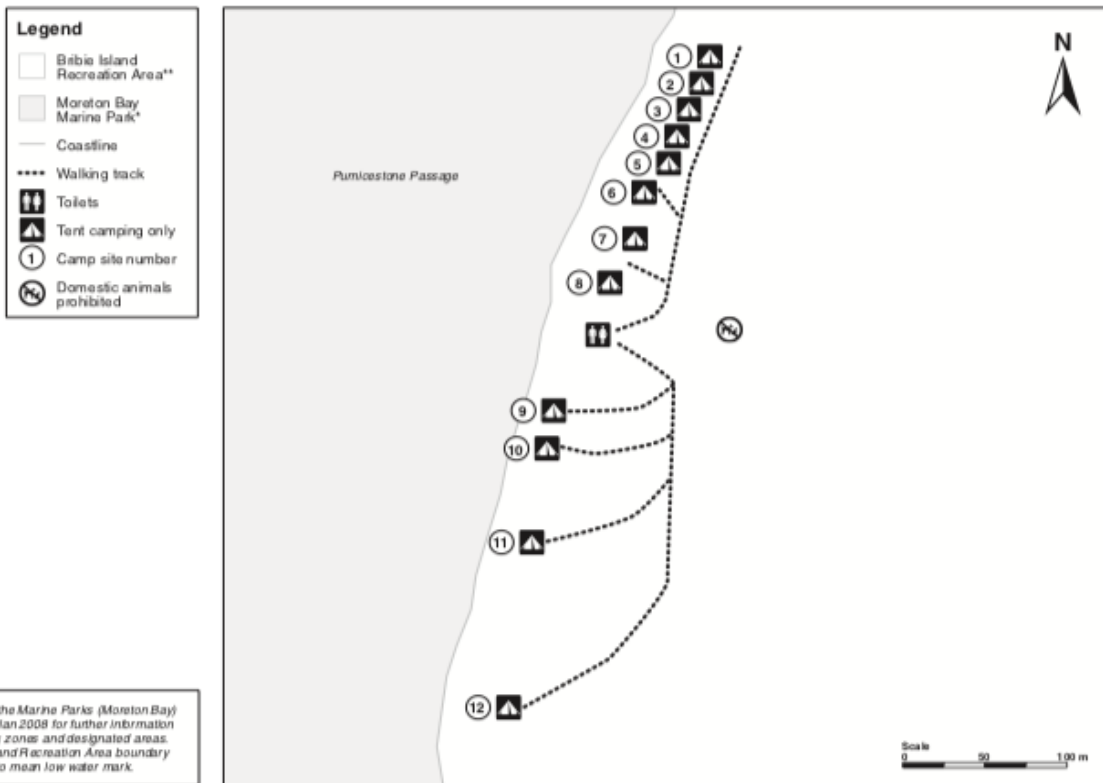 Legend
Bribie Island
Recreation Area**
Moreton Bay
Marine Park*
Coastline
Walking track
Toilets
Tent camping only
1
Camp site number
Domestic animals
prohibited
Pumicestone Passage
N
1
2
3
4
5
6
7
8
9
10
11
12
the Marine Parks (Moreton Bay)
2008 for further information
zones and designated areas.
Recreation Area boundary
mean low water mark.
Scale
0 50 100 m